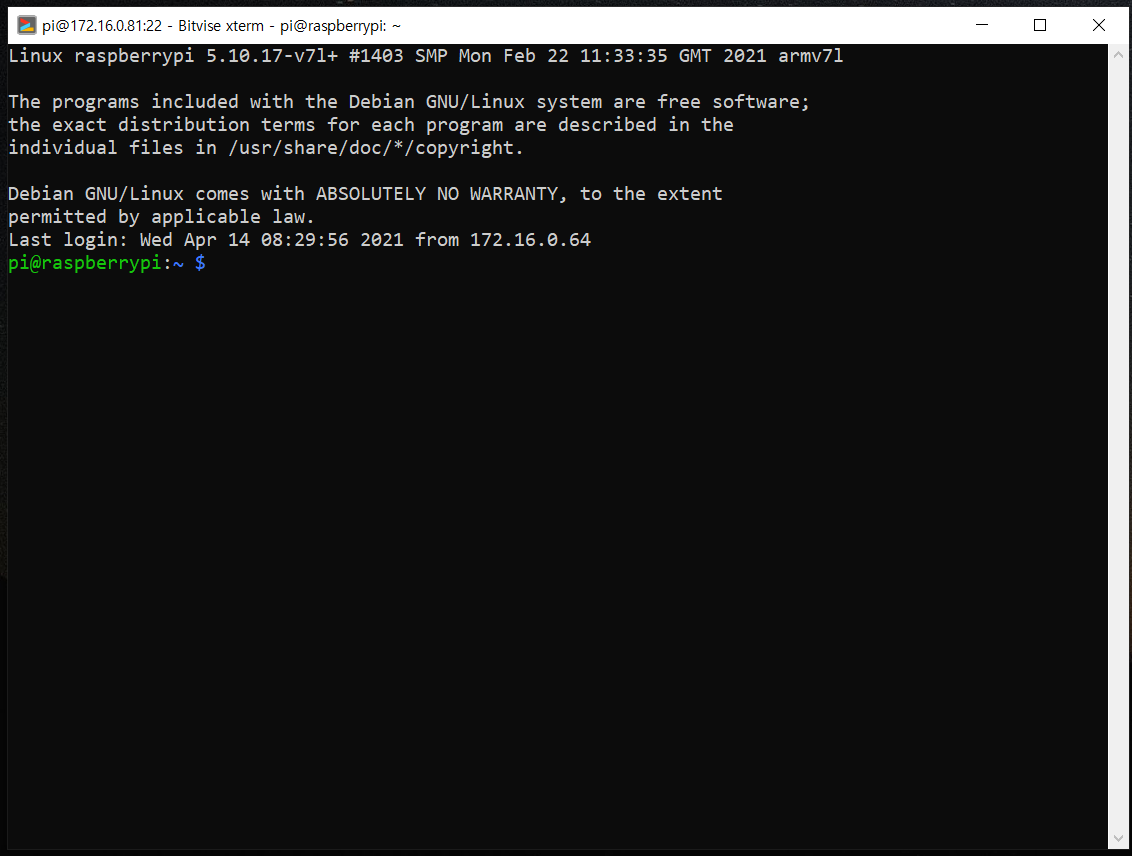 pi@172.16.0.81:22 - Bitvise xterm - pi@raspberrypi: ~
Linux raspberrypi 5.10.17-v7l+ #1403 SMP Mon Feb 22 11:33:35 GMT 2021 armv7l
The programs included with the Debian GNU/Linux system are free software;
the exact distribution terms for each program are described in the
individual files in /usr/share/doc/*/copyright.
Debian GNU/Linux comes with ABSOLUTELY NO WARRANTY, to the extent
permitted by applicable law.
Last login: Wed Apr 14 08:29:56 2021 from 172.16.0.64
pi@raspberrypi:~ $